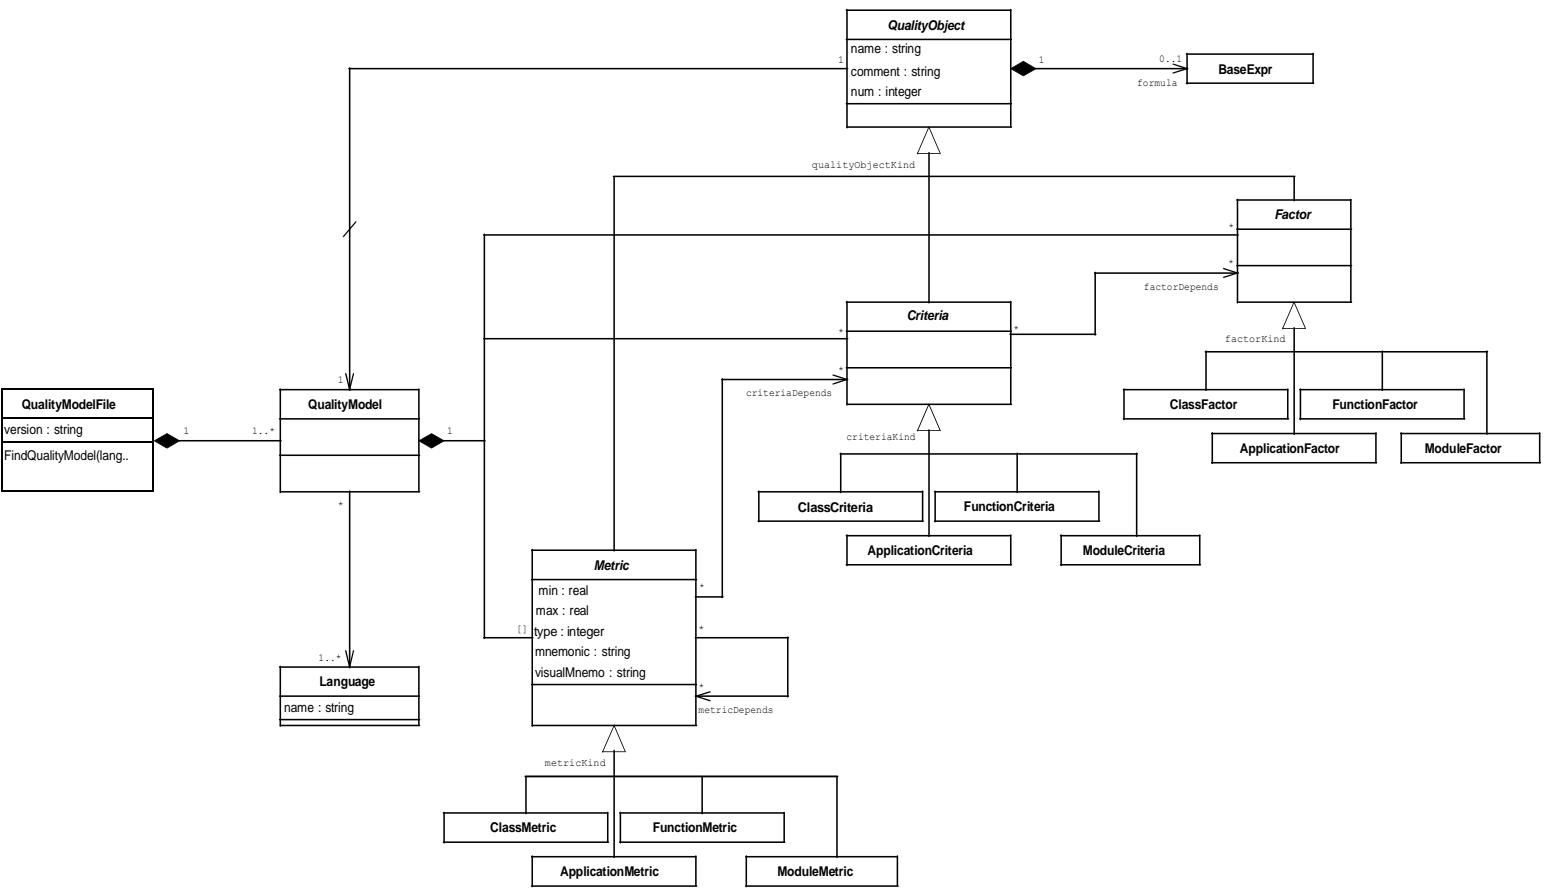 QualityObject
name : string
comment : string
num : integer
1
1
0..1
formula
BaseExpr
qualityObjectKind
Factor
*
*
factorDepends
factorKind
ClassFactor
FunctionFactor
ApplicationFactor
ModuleFactor
Criteria
*
*
*
criteriaDepends
criteriaKind
ClassCriteria
FunctionCriteria
ApplicationCriteria
ModuleCriteria
QualityModelFile
version : string
FindQualityModel(lang..
1
1..*
1
QualityModel
1
*
1..*
Language
name : string
Metric
min : real
max : real
[] type : integer
mnemonic : string
visualMnemo : string
*
*
*
metricDepends
metricKind
ClassMetric
FunctionMetric
ApplicationMetric
ModuleMetric